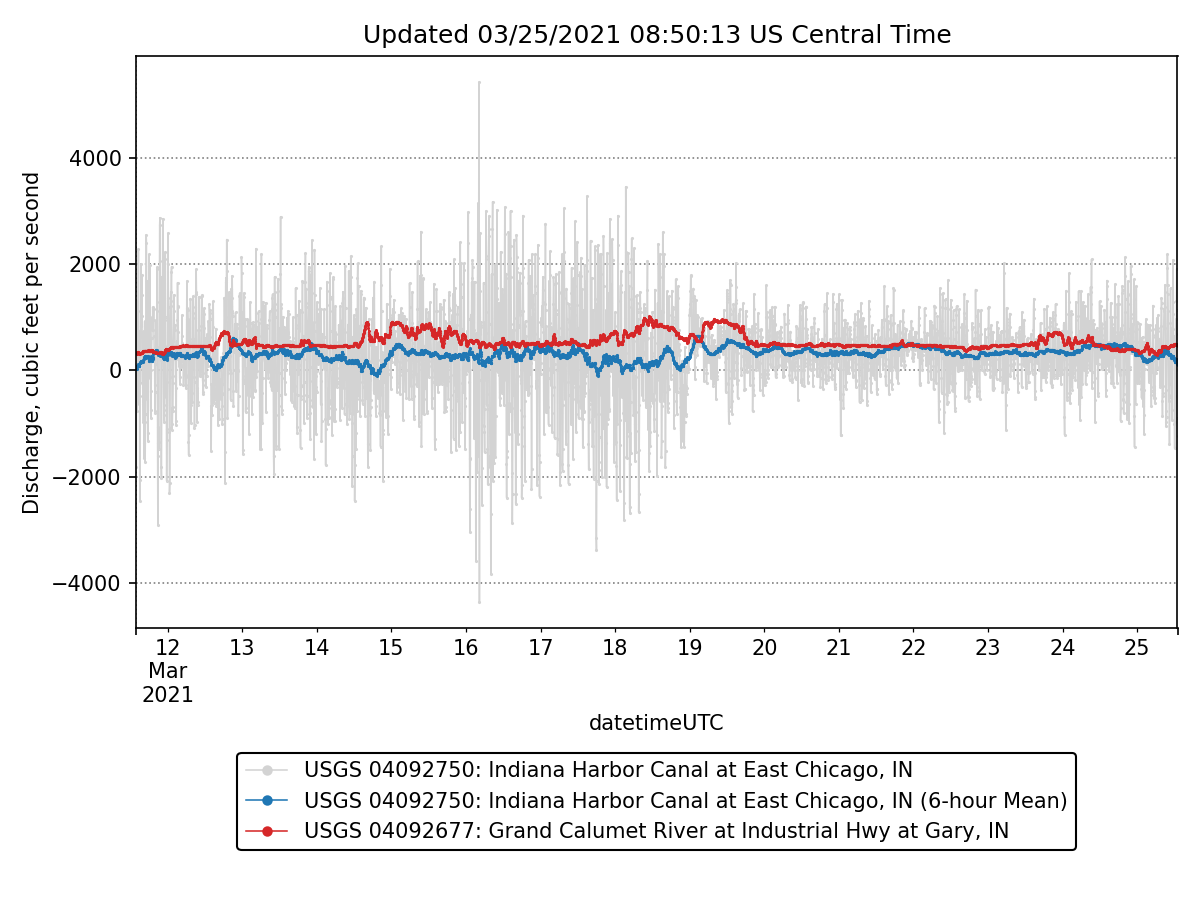 Updated 03/25/2021 08:50:13 US Central Time
Discharge, cubic feet per second
4000
2000
0
−2000
−4000
12 13 14 15 16 17 18 19 20 21 22 23 24 25
Mar
2021
datetimeUTC
USGS 04092750: Indiana Harbor Canal at East Chicago, IN
USGS 04092750: Indiana Harbor Canal at East Chicago, IN (6-hour Mean)
USGS 04092677: Grand Calumet River at Industrial Hwy at Gary, IN